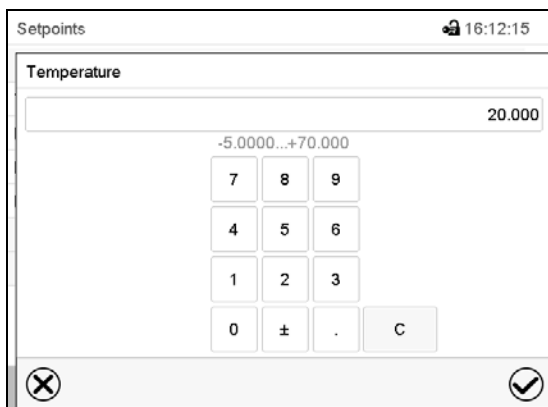 Setpoints 16:12:15
Temperature
20.000
-5.0000...+70.000
7 8 9
4 5 6
1 2 3
0 ± . C